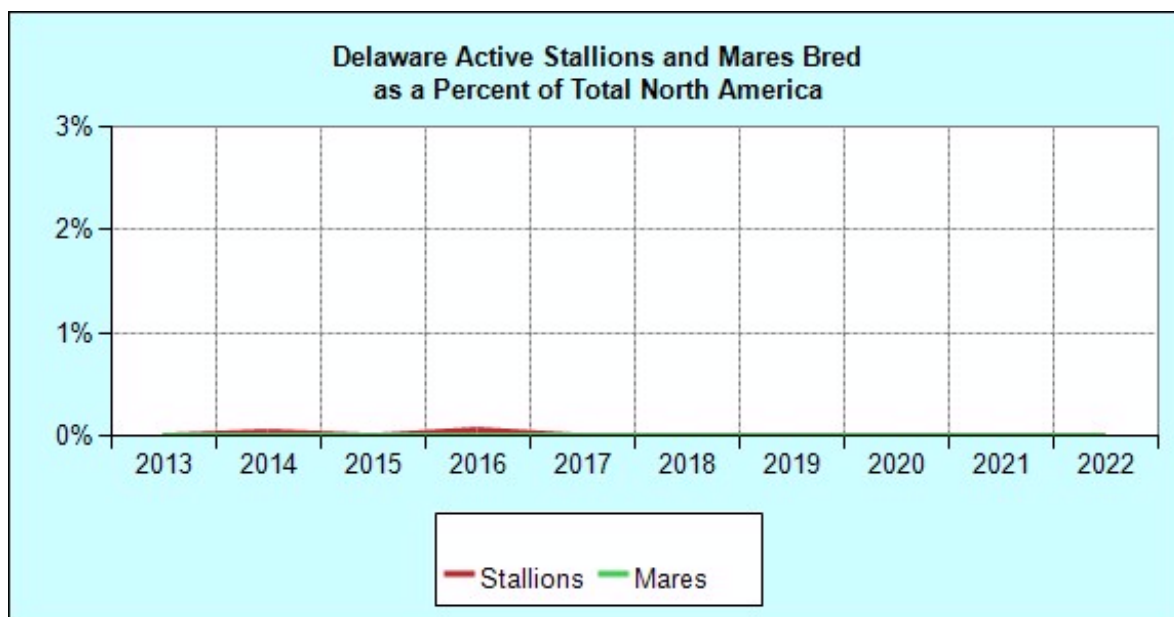 Delaware Active Stallions and Mares Bred
as a Percent of Total North America
3%
2%
1%
0%
2013 2014 2015 2016 2017 2018 2019 2020 2021 2022
Stallions Mares